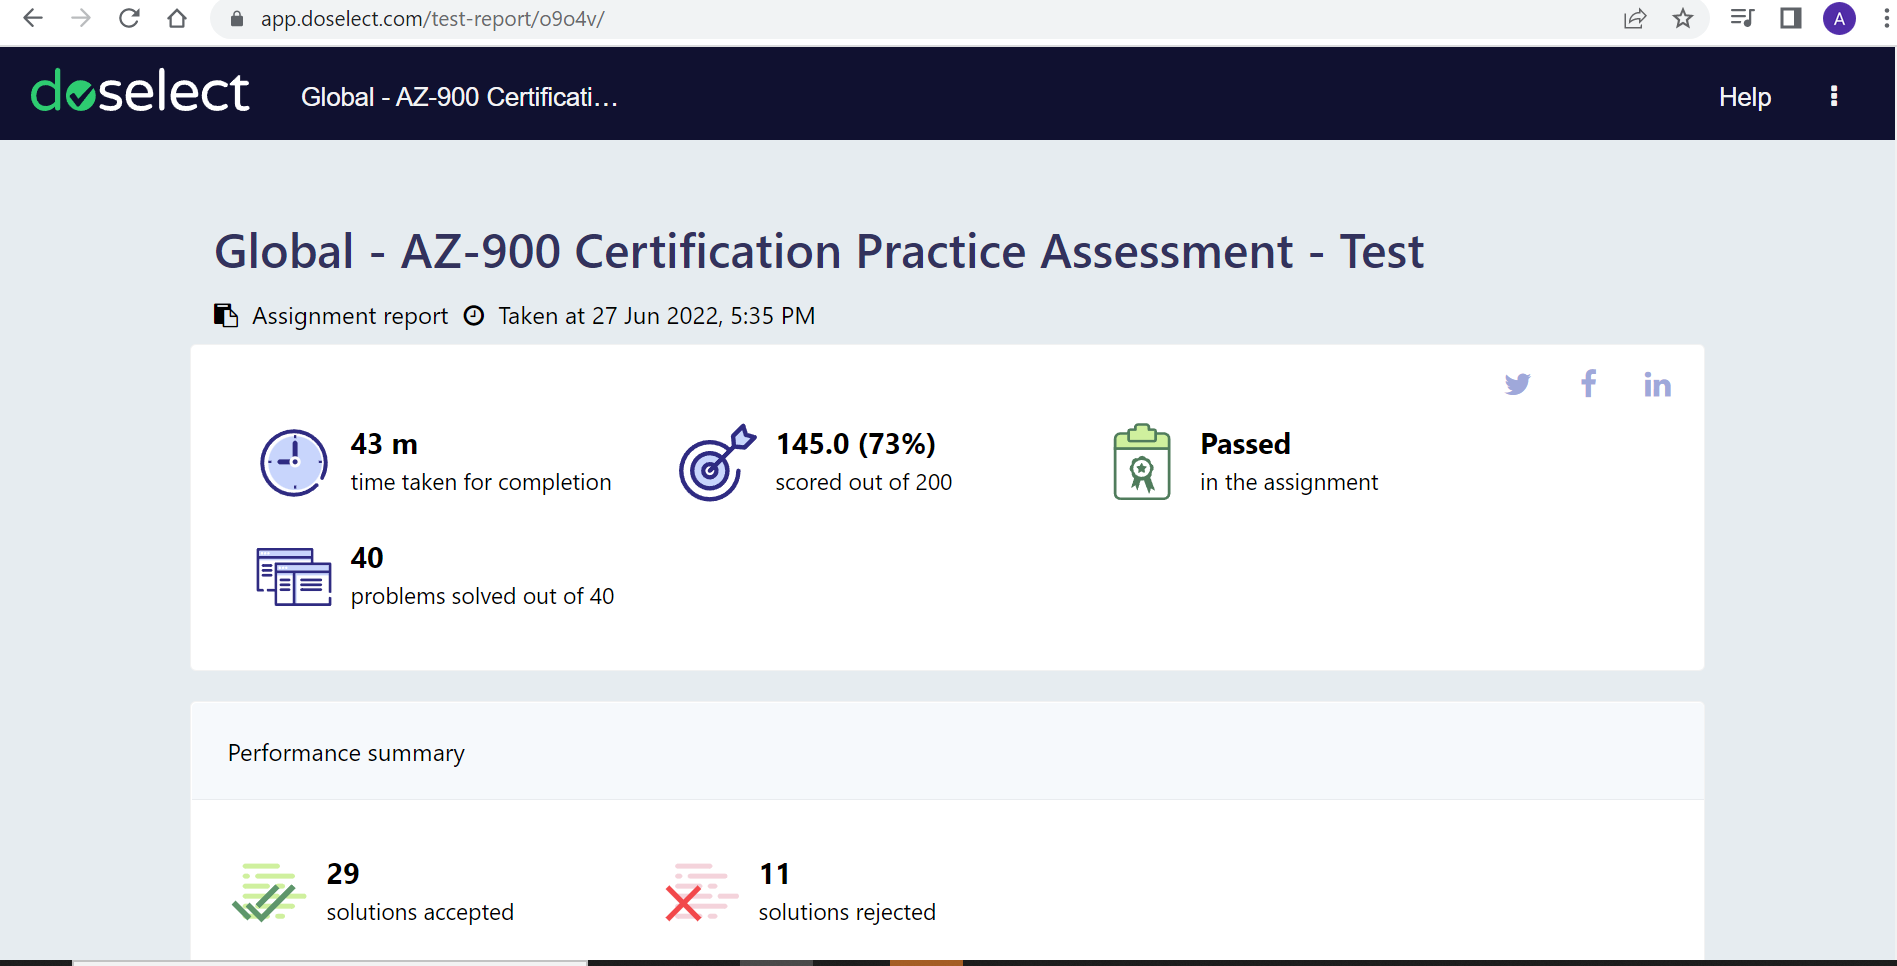 app.doselect.com/test-report/o9o4v/
A
doselect
Global - AZ-900 Certificati...
Help
Global - AZ-900 Certification Practice Assessment - Test
Assignment report
Taken at 27 Jun 2022, 5:35 PM
43 m
time taken for completion
145.0 (73%)
scored out of 200
Passed
in the assignment
40
problems solved out of 40
Performance summary
29
solutions accepted
11
solutions rejected